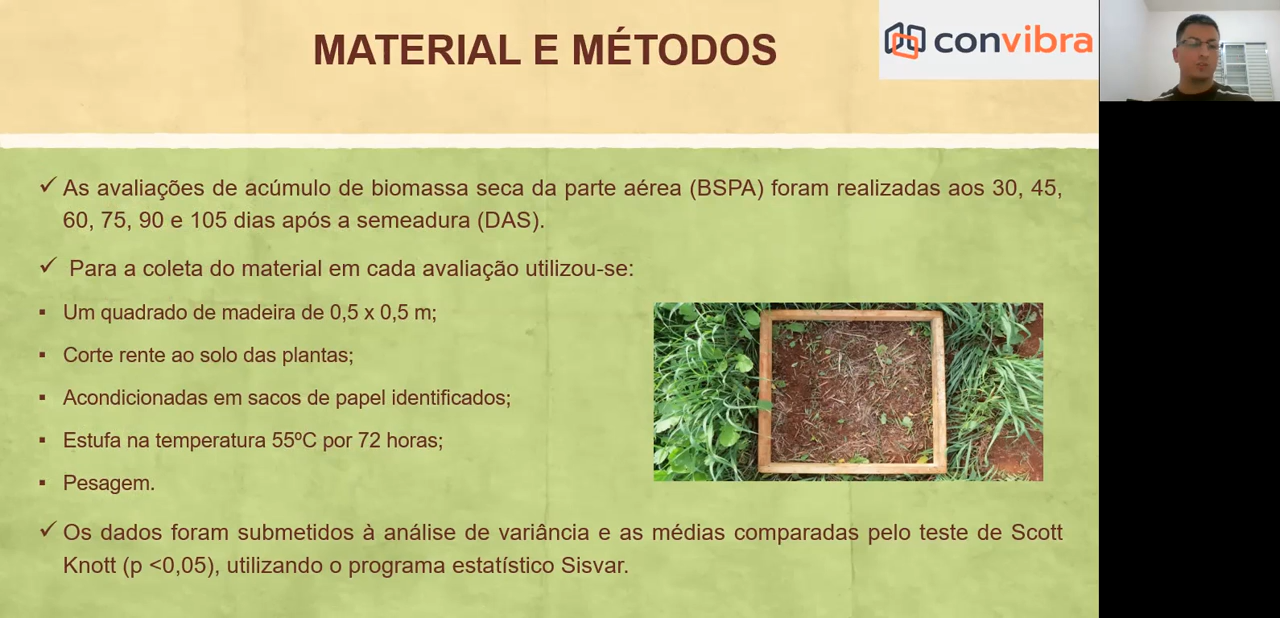 MATERIAL E MÉTODOS
convibra
As avaliações de acúmulo de biomassa seca da parte aérea (BSPA) foram realizadas aos 30, 45,
60, 75, 90 e 105 dias após a semeadura (DAS).
Para a coleta do material em cada avaliação utilizou-se:
Um quadrado de madeira de 0,5 x 0,5 m;
Corte rente ao solo das plantas;
Acondicionadas em sacos de papel identificados;
Estufa na temperatura 55ºC por 72 horas;
Pesagem.
Os dados foram submetidos à análise de variância e as médias comparadas pelo teste de Scott
Knott (p <0,05), utilizando o programa estatístico Sisvar.